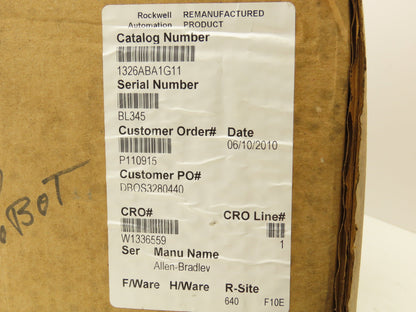 Rockwell REMANUFACTURED
Automation PRODUCT
Catalog Number
1326ABA1G11
Serial Number
BL345
Customer Order# Date
P110915 06/10/2010
Customer PO#
DBOS3280440
CRO# CRO Line#
W1336559 1
Ser Manu Name
Allen-Bradley
F/Ware H/Ware R-Site
640 F10E
OBOT